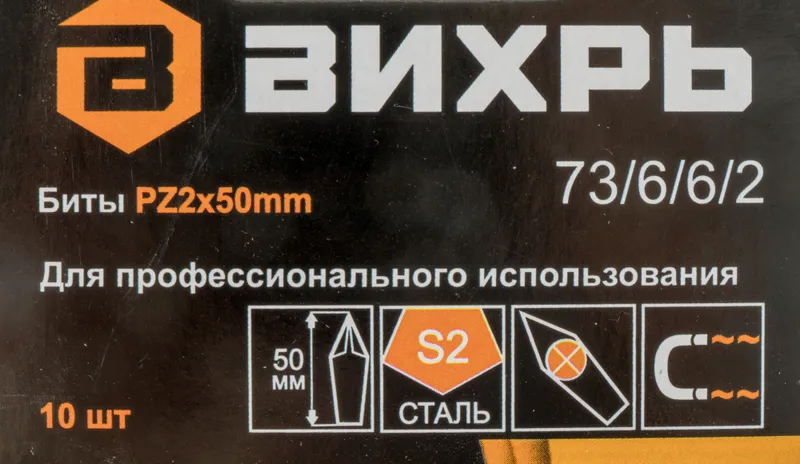 ВИХРЬ
73/6/6/2
Биты PZ2x50mm
Для профессионального использования
50
мм
S2
СТАЛЬ
10 шт